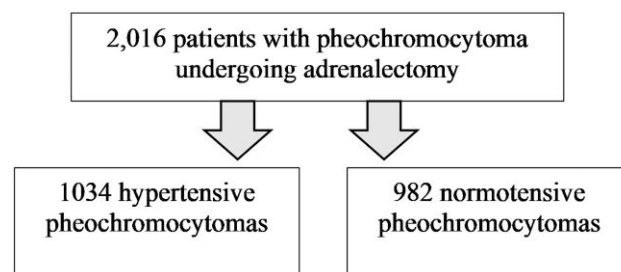 2,016 patients with pheochromocytoma
undergoing adrenalectomy
1034 hypertensive
pheochromocytomas
982 normotensive
pheochromocytomas